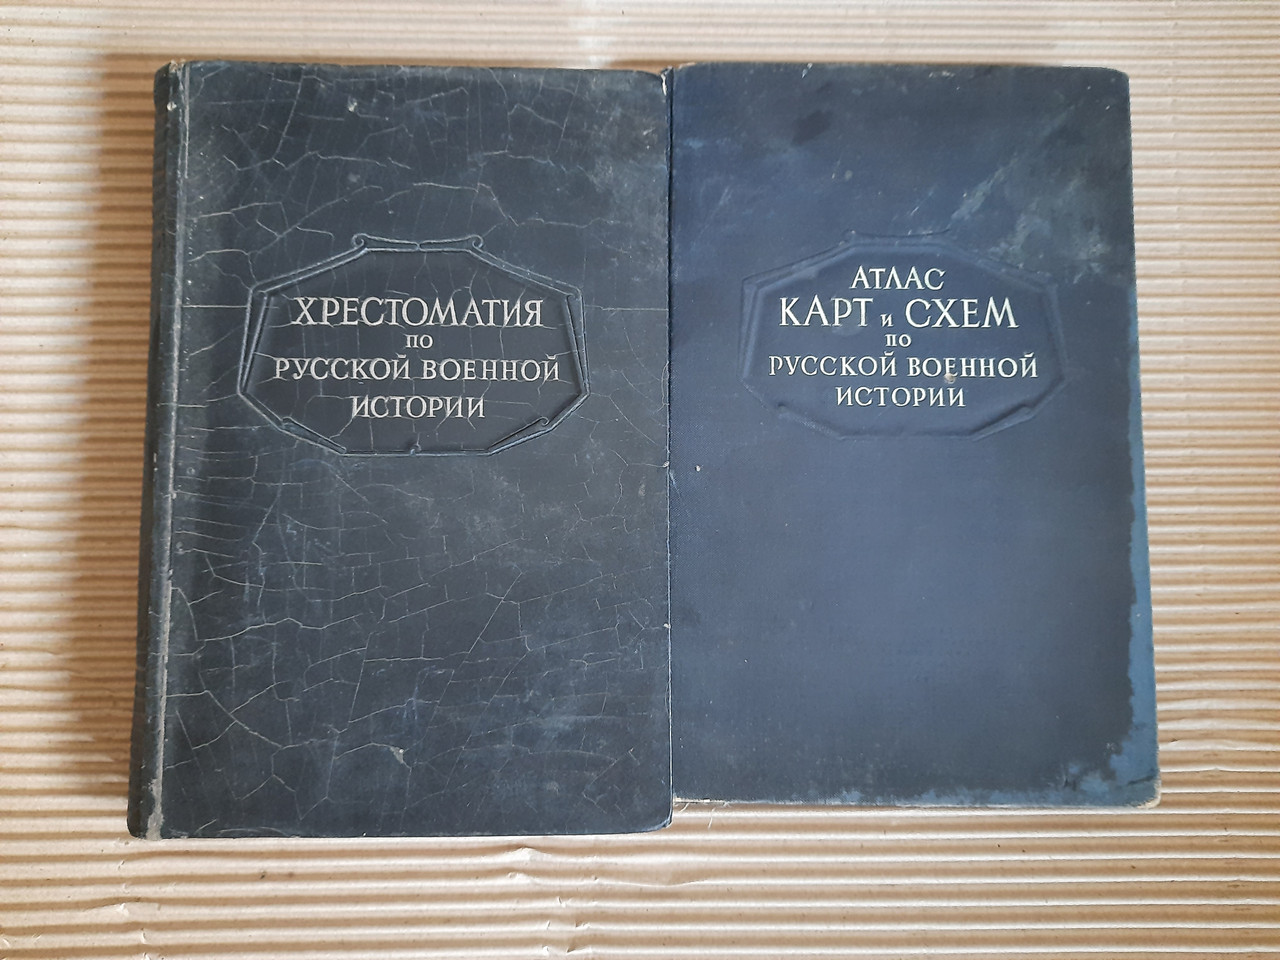 ХРЕСТОМАТИЯ
ПО
РУССКОЙ ВОЕННОЙ
ИСТОРИИ
АТЛАС
КАРТ и СХЕМ
ПО
РУССКОЙ ВОЕННОЙ
ИСТОРИИ